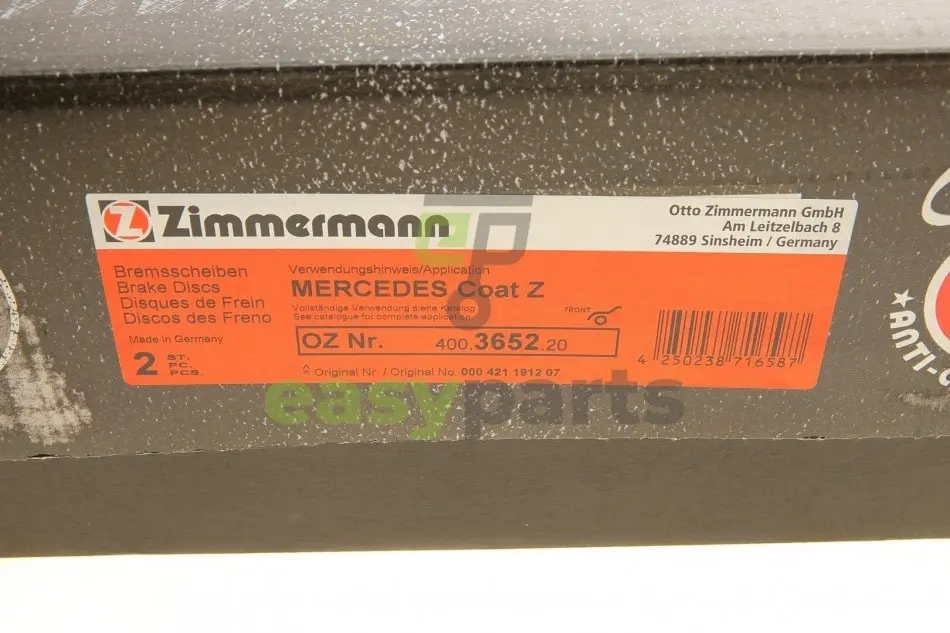 Z Zimmermann
Otto Zimmermann GmbH
Am Leitzelbach 8
74889 Sinsheim / Germany
Bremsscheiben
Brake Discs
Disques de Frein
Discos des Freno
Made in Germany
2 ST.
PC.
PCS.
Verwendungshinweis/Application
MERCEDES Coat Z
Vollständige Verwendung siehe Katalog
See catalogue for complete application
FRONT
OZ Nr. 400.3652.20
≙ Original Nr. / Original No. 000 421 1912 07
4 250238 716587
easyparts
ANTI-